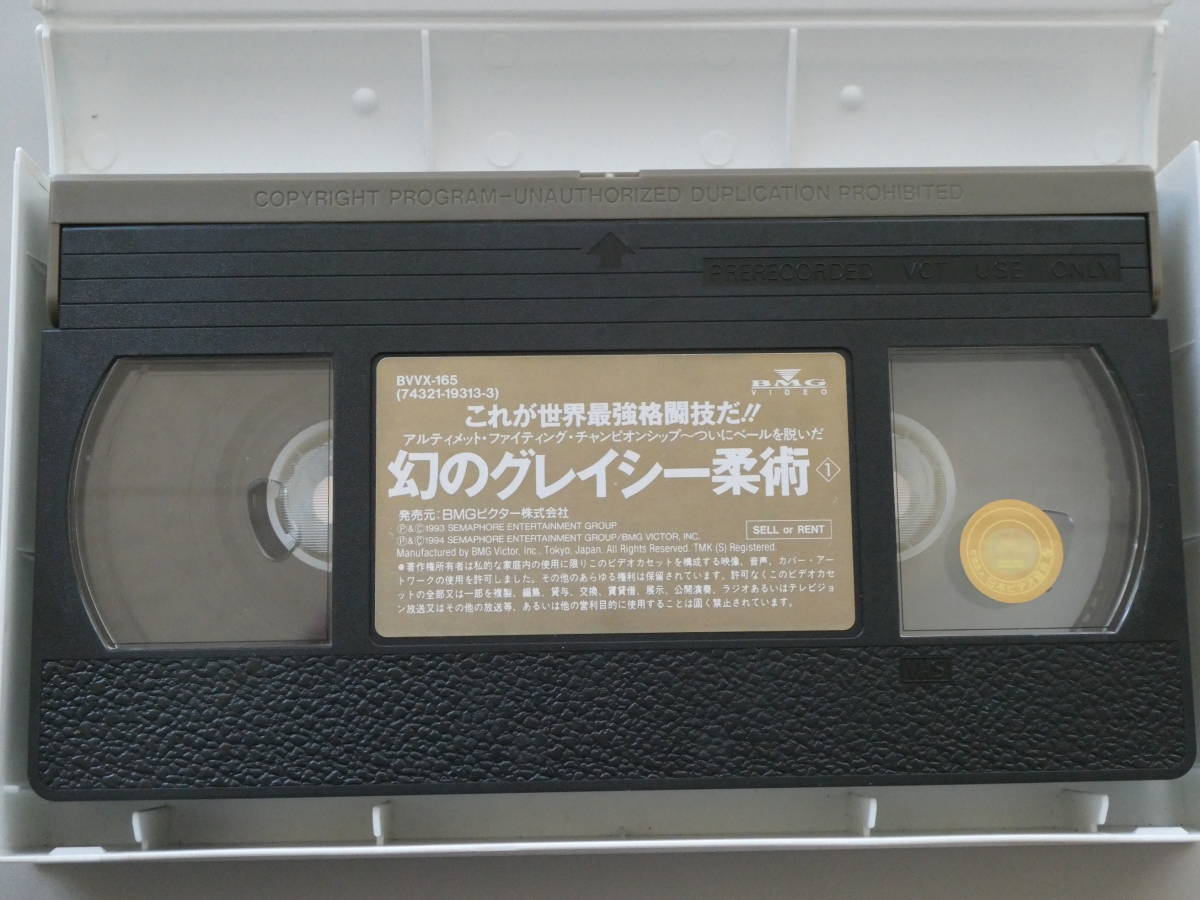 COPYRIGHT PROGRAM-UNAUTHORIZED DUPLICATION PROHIBITED
PRERECORDED VCT USE ONLY
BVVX-165
(74321-19313-3)
BMG
VIDEO
これが世界最強格闘技だ!!
アルティメット・ファイティング・チャンピオンシップ〜ついにベールを脱いだ
幻のグレイシー柔術 1
発売元:BMGビクター株式会社
Ⓟ&Ⓒ1993 SEMAPHORE ENTERTAINMENT GROUP
Ⓟ&Ⓒ1994 SEMAPHORE ENTERTAINMENT GROUP/BMG VICTOR, INC.
SELL or RENT
Manufactured by BMG Victor, Inc., Tokyo, Japan. All Rights Reserved. TMK (S) Registered.
●著作権所有者は私的な家庭内の使用に限りこのビデオカセットを構成する映像、音声、カバー・アー
トワークの使用を許可しました。その他のあらゆる権利は保留されています。許可なくこのビデオカセ
ットの全部又は一部を複製、編集、貸与、交換、賃貸借、展示、公開演奏、ラジオあるいはテレビジョ
ン放送又はその他の放送等、あるいは他の営利目的に使用することは固く禁止されています。
VHS